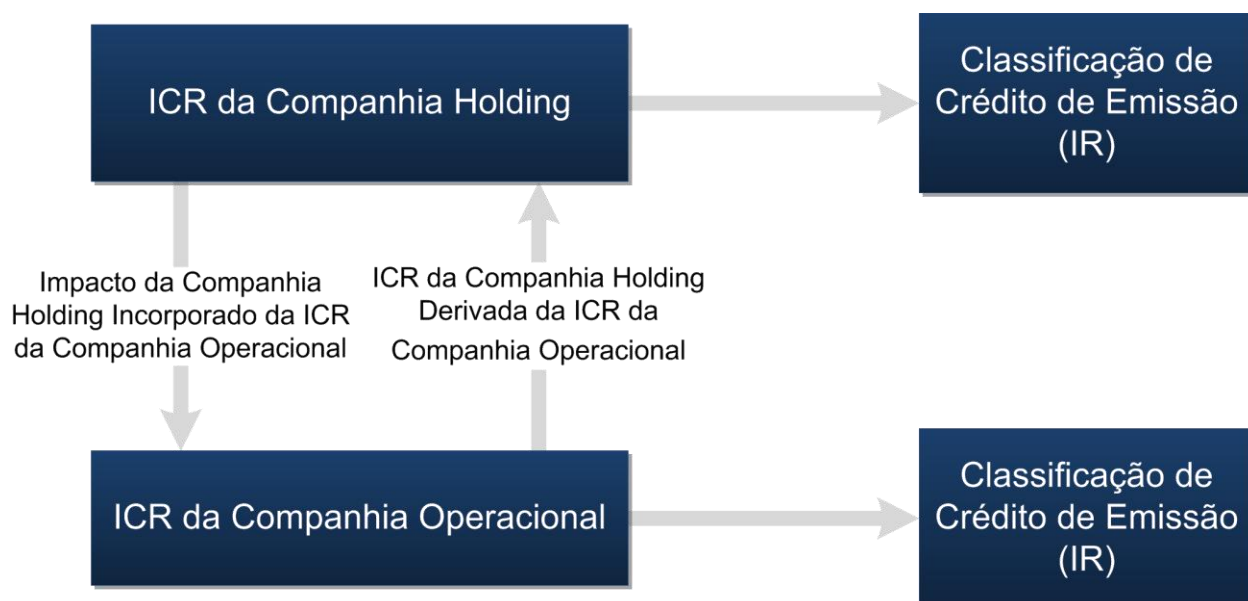 ICR da Companhia Holding
Classificação de
Crédito de Emissão
(IR)
Impacto da Companhia
Holding Incorporado da ICR
da Companhia Operacional
ICR da Companhia Holding
Derivada da ICR da
Companhia Operacional
ICR da Companhia Operacional
Classificação de
Crédito de Emissão
(IR)